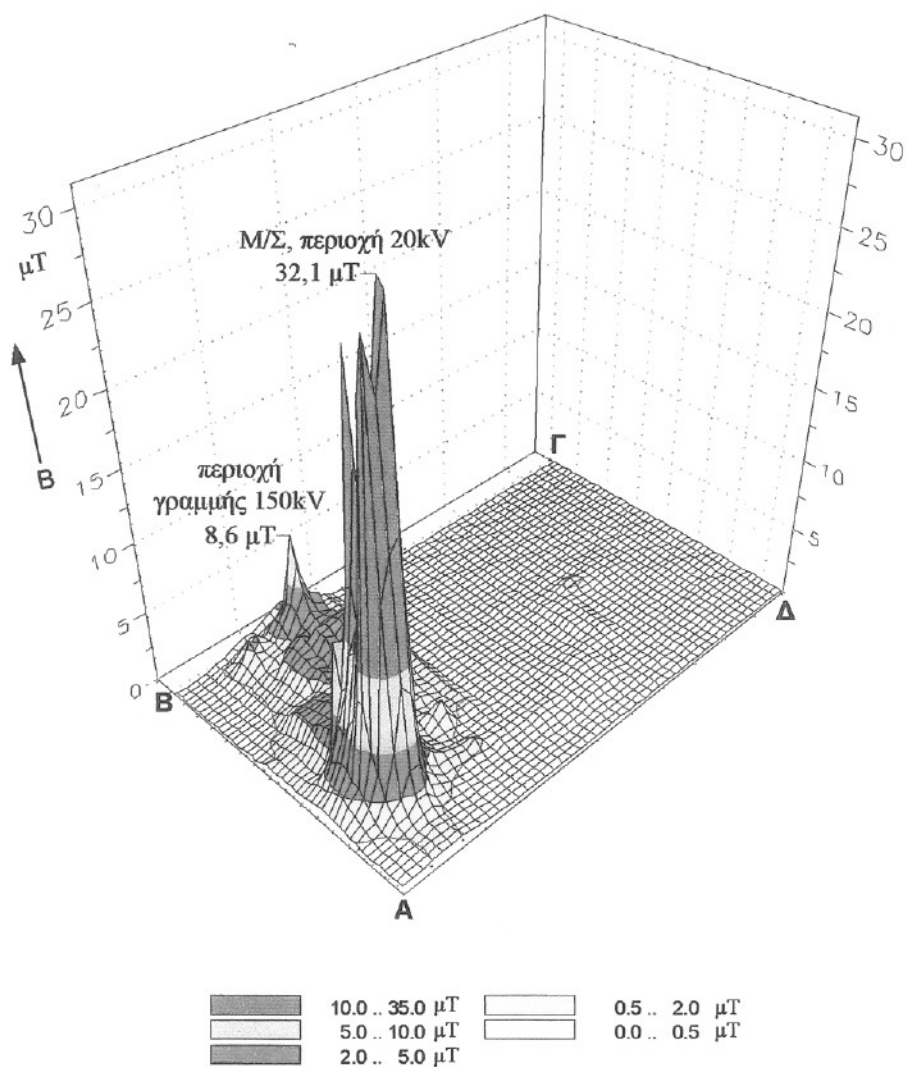 30
μT
25
20
15
10
5
0
B
30
25
20
15
10
5
Μ/Σ, περιοχή 20kV
32,1 μT
περιοχή
γραμμής 150kV
8,6 μT
Γ
Δ
Β
Α
10.0 .. 35.0 μT
5.0 .. 10.0 μT
2.0 .. 5.0 μT
0.5 .. 2.0 μT
0.0 .. 0.5 μT